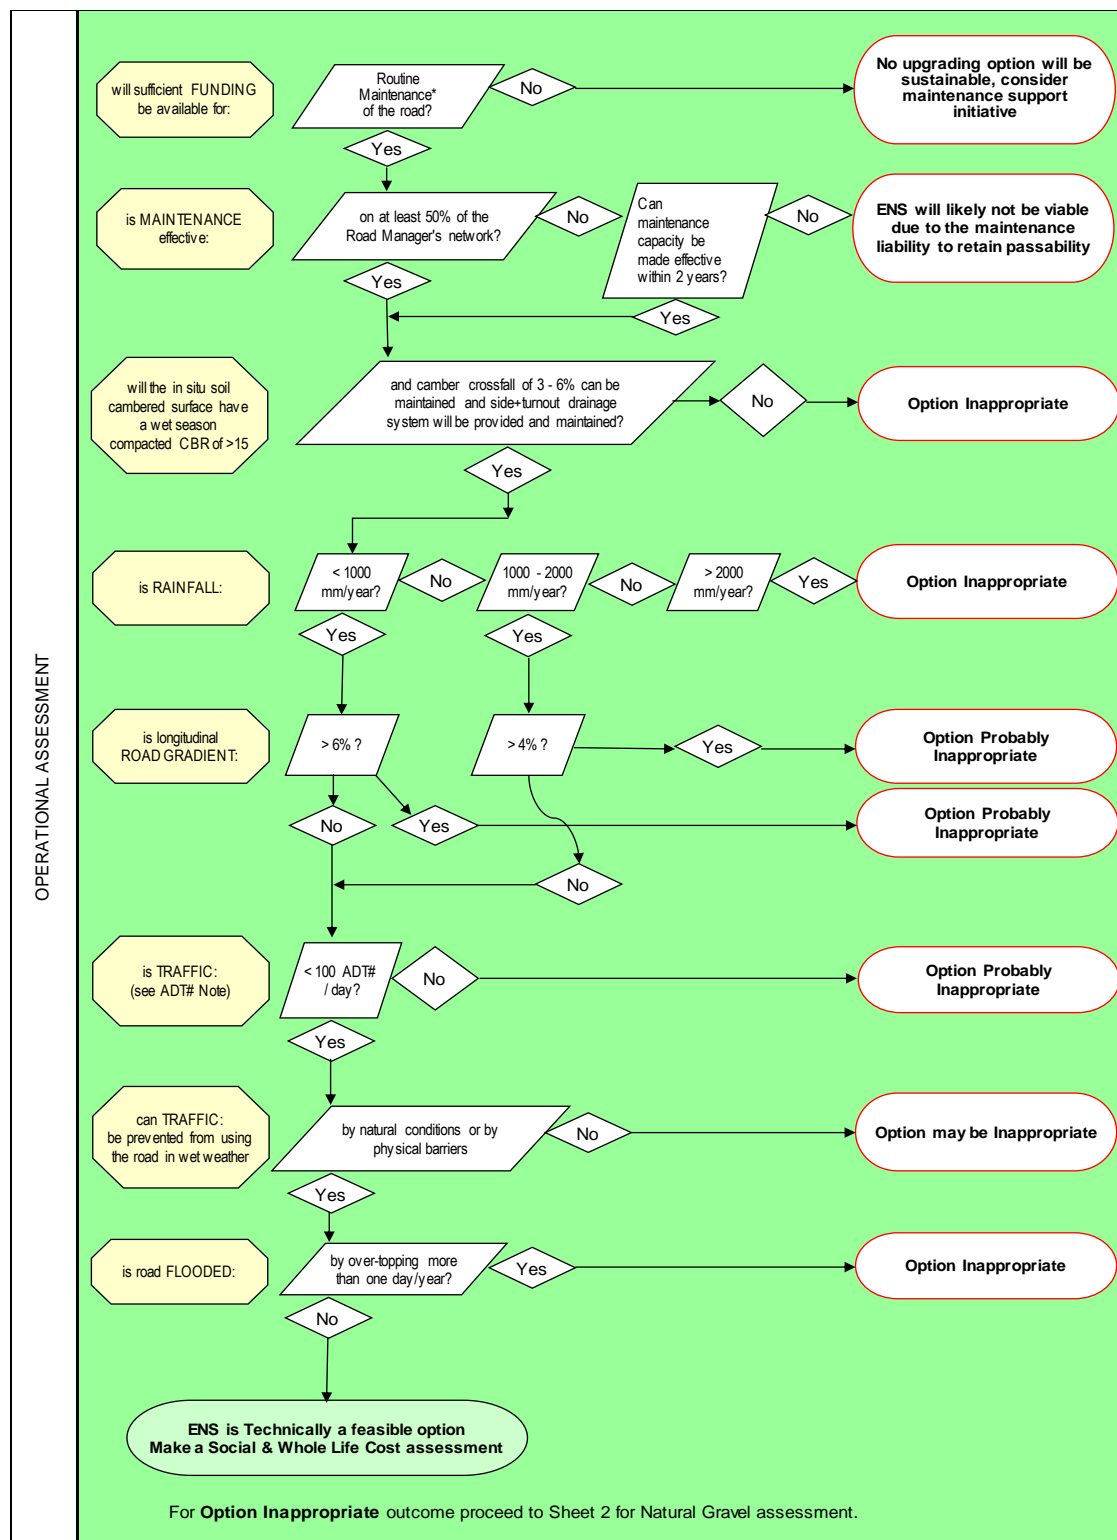 OPERATIONAL ASSESSMENT
will sufficient FUNDING
be available for:
Routine
Maintenance*
of the road?
No
No upgrading option will be
sustainable, consider
maintenance support
initiative
Yes
is MAINTENANCE
effective:
on at least 50% of the
Road Manager's network?
No
Can
maintenance
capacity be
made effective
within 2 years?
No
ENS will likely not be viable
due to the maintenance
liability to retain passability
Yes
Yes
will the in situ soil
cambered surface have
a wet season
compacted CBR of >15
and camber crossfall of 3 - 6% can be
maintained and side+turnout drainage
system will be provided and maintained?
No
Option Inappropriate
Yes
is RAINFALL:
< 1000
mm/year?
No
1000 - 2000
mm/year?
No
> 2000
mm/year?
Yes
Option Inappropriate
Yes
Yes
is longitudinal
ROAD GRADIENT:
> 6% ?
> 4% ?
Yes
Option Probably
Inappropriate
No
Yes
Option Probably
Inappropriate
No
is TRAFFIC:
(see ADT# Note)
< 100 ADT#
/ day?
No
Option Probably
Inappropriate
Yes
can TRAFFIC:
be prevented from using
the road in wet weather
by natural conditions or by
physical barriers
No
Option may be Inappropriate
Yes
is road FLOODED:
by over-topping more
than one day/year?
Yes
Option Inappropriate
No
ENS is Technically a feasible option
Make a Social & Whole Life Cost assessment
For Option Inappropriate outcome proceed to Sheet 2 for Natural Gravel assessment.